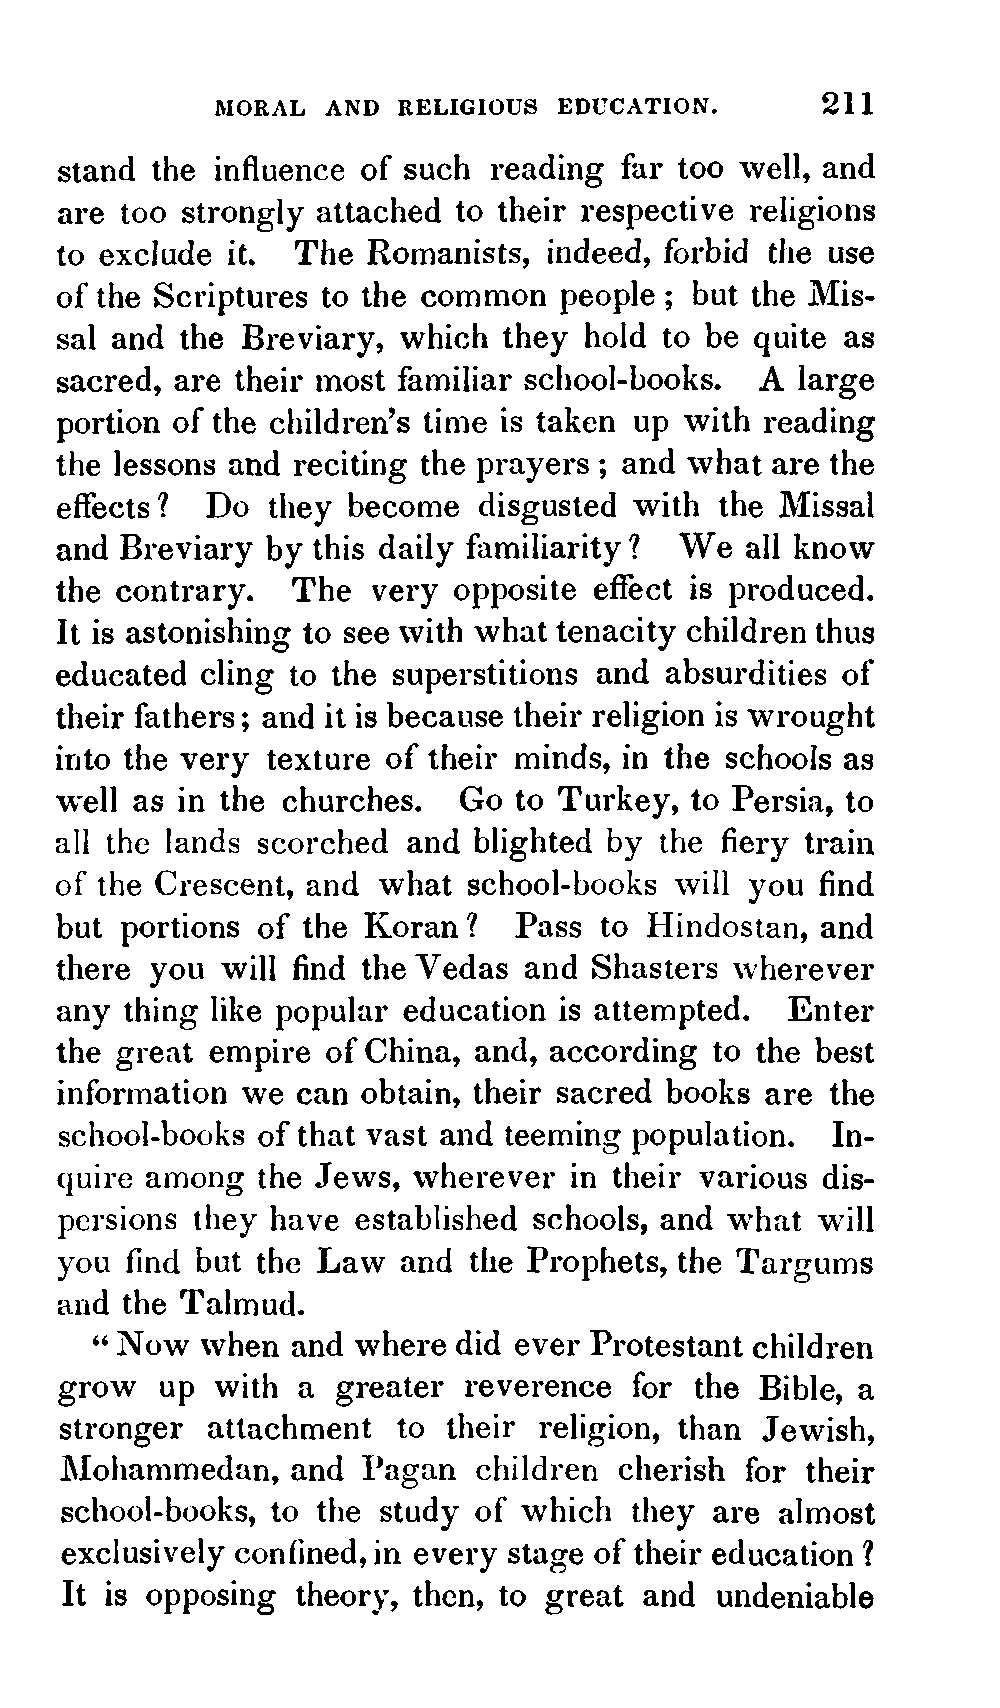 MORAL AND RELIGIOUS EDUCATION. 211
stand the influence of such reading far too well, and
are too strongly attached to their respective religions
to exclude it. The Romanists, indeed, forbid the use
of the Scriptures to the common people ; but the Mis-
sal and the Breviary, which they hold to be quite as
sacred, are their most familiar school-books. A large
portion of the children's time is taken up with reading
the lessons and reciting the prayers ; and what are the
effects ? Do they become disgusted with the Missal
and Breviary by this daily familiarity ? We all know
the contrary. The very opposite effect is produced.
It is astonishing to see with what tenacity children thus
educated cling to the superstitions and absurdities of
their fathers ; and it is because their religion is wrought
into the very texture of their minds, in the schools as
well as in the churches. Go to Turkey, to Persia, to
all the lands scorched and blighted by the fiery train
of the Crescent, and what school-books will you find
but portions of the Koran ? Pass to Hindostan, and
there you will find the Vedas and Shasters wherever
any thing like popular education is attempted. Enter
the great empire of China, and, according to the best
information we can obtain, their sacred books are the
school-books of that vast and teeming population. In-
quire among the Jews, wherever in their various dis-
persions they have established schools, and what will
you find but the Law and the Prophets, the Targums
and the Talmud.
" Now when and where did ever Protestant children
grow up with a greater reverence for the Bible, a
stronger attachment to their religion, than Jewish,
Mohammedan, and Pagan children cherish for their
school-books, to the study of which they are almost
exclusively confined, in every stage of their education ?
It is opposing theory, then, to great and undeniable